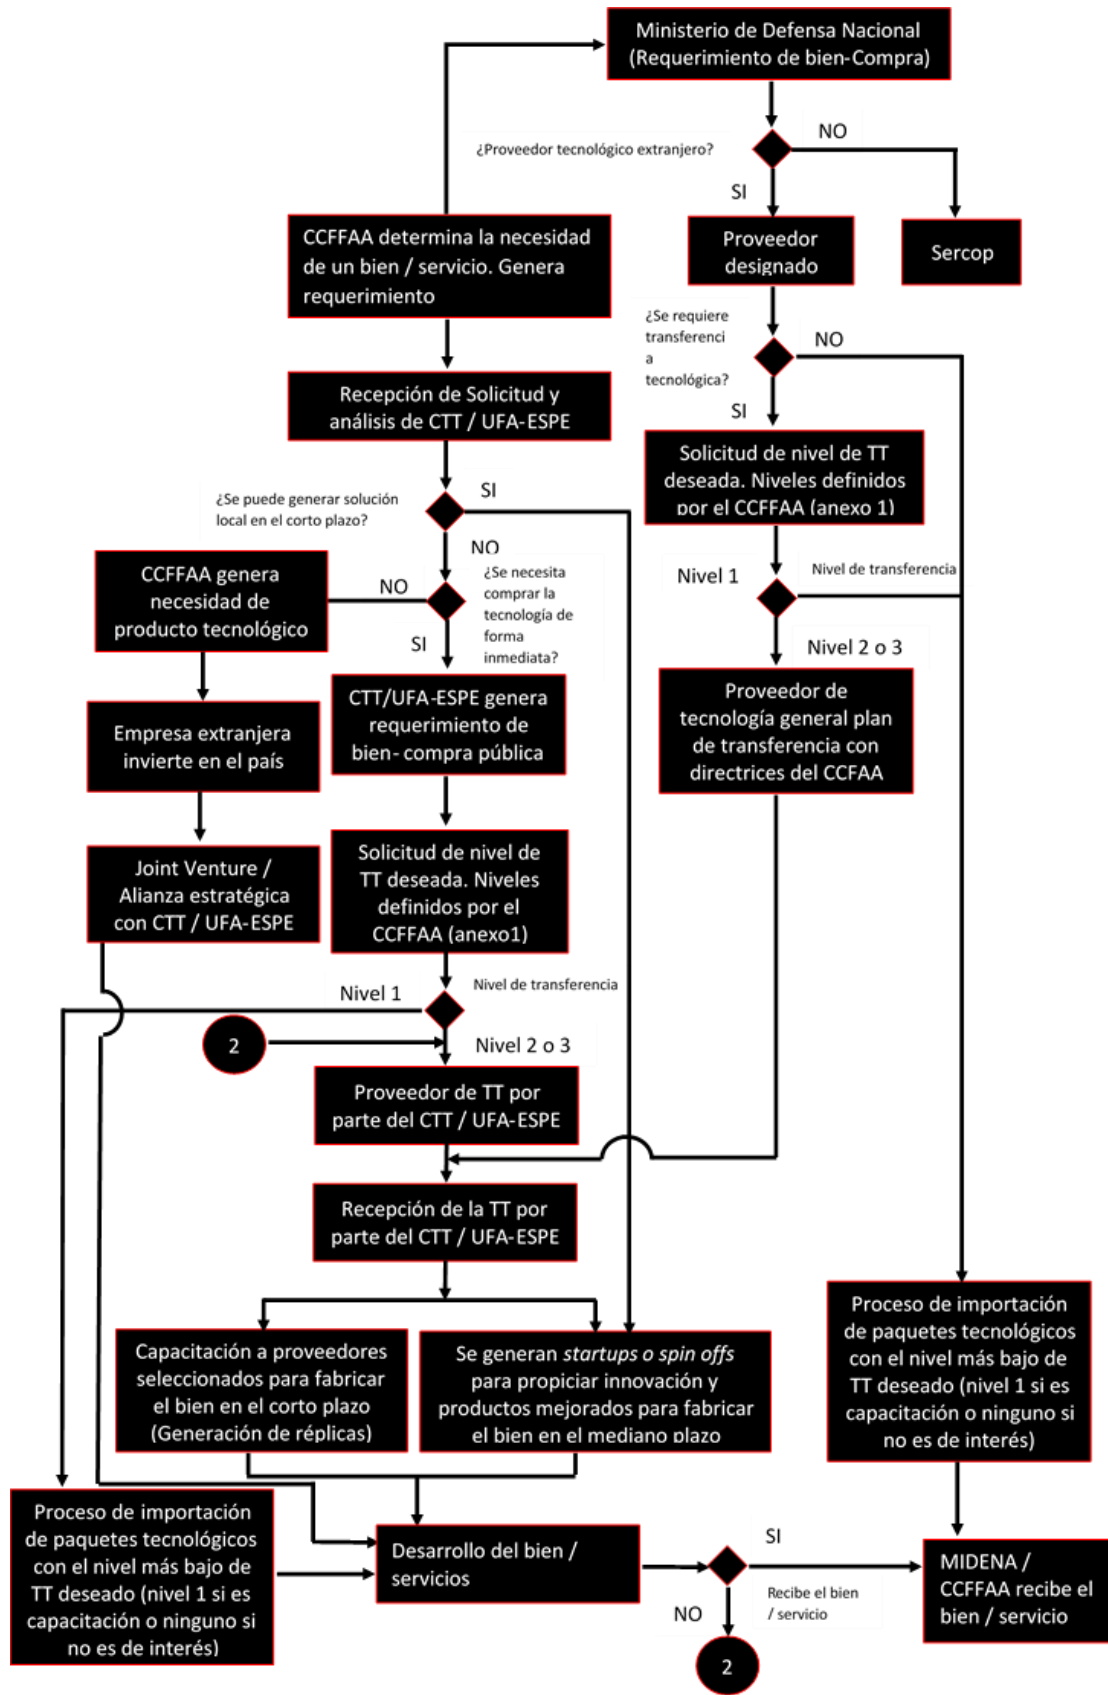 Ministerio de Defensa Nacional
(Requerimiento de bien-Compra)
¿Proveedor tecnológico extranjero?
NO
SI
CCFFAA determina la necesidad
de un bien / servicio. Genera
requerimiento
Proveedor
designado
Sercop
¿Se requiere
transferenci
a
tecnológica?
NO
SI
Recepción de Solicitud y
análisis de CTT / UFA-ESPE
Solicitud de nivel de TT
deseada. Niveles definidos
por el CCFFAA (anexo 1)
¿Se puede generar solución
local en el corto plazo?
SI
NO
CCFFAA genera
necesidad de
producto tecnológico
NO
¿Se necesita
comprar la
tecnología de
forma
inmediata?
SI
Nivel 1
Nivel de transferencia
Nivel 2 o 3
Empresa extranjera
invierte en el país
CTT/UFA-ESPE genera
requerimiento de
bien- compra pública
Proveedor de
tecnología general plan
de transferencia con
directrices del CCFAA
Joint Venture /
Alianza estratégica
con CTT / UFA-ESPE
Solicitud de nivel de
TT deseada. Niveles
definidos por el
CCFFAA (anexo1)
Nivel 1
Nivel de transferencia
2
Nivel 2 o 3
Proveedor de TT por
parte del CTT / UFA-ESPE
Recepción de la TT por
parte del CTT / UFA-ESPE
Capacitación a proveedores
seleccionados para fabricar
el bien en el corto plazo
(Generación de réplicas)
Se generan startups o spin offs
para propiciar innovación y
productos mejorados para fabricar
el bien en el mediano plazo
Proceso de importación
de paquetes tecnológicos
con el nivel más bajo de
TT deseado (nivel 1 si es
capacitación o ninguno si
no es de interés)
Proceso de importación
de paquetes tecnológicos
con el nivel más bajo de
TT deseado (nivel 1 si es
capacitación o ninguno si
no es de interés)
Desarrollo del bien /
servicios
SI
Recibe el bien
/ servicio
NO
2
MIDENA /
CCFFAA recibe el
bien / servicio